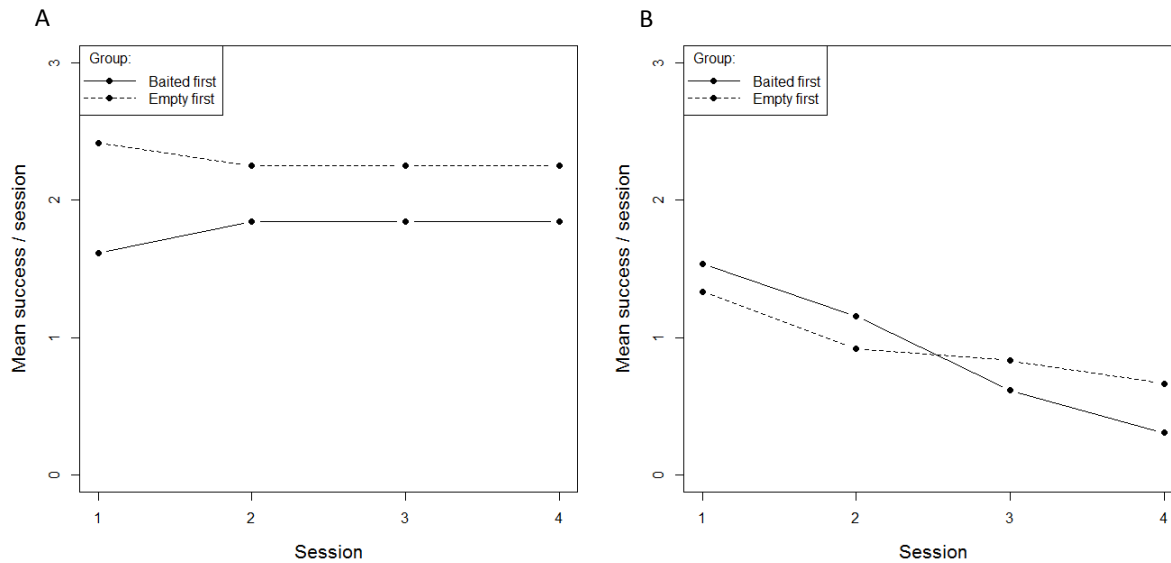 A
Group:
Baited first
Empty first
3
2
1
0
Mean success / session
1 2 3 4
Session
B
Group:
Baited first
Empty first
3
2
1
0
Mean success / session
1 2 3 4
Session